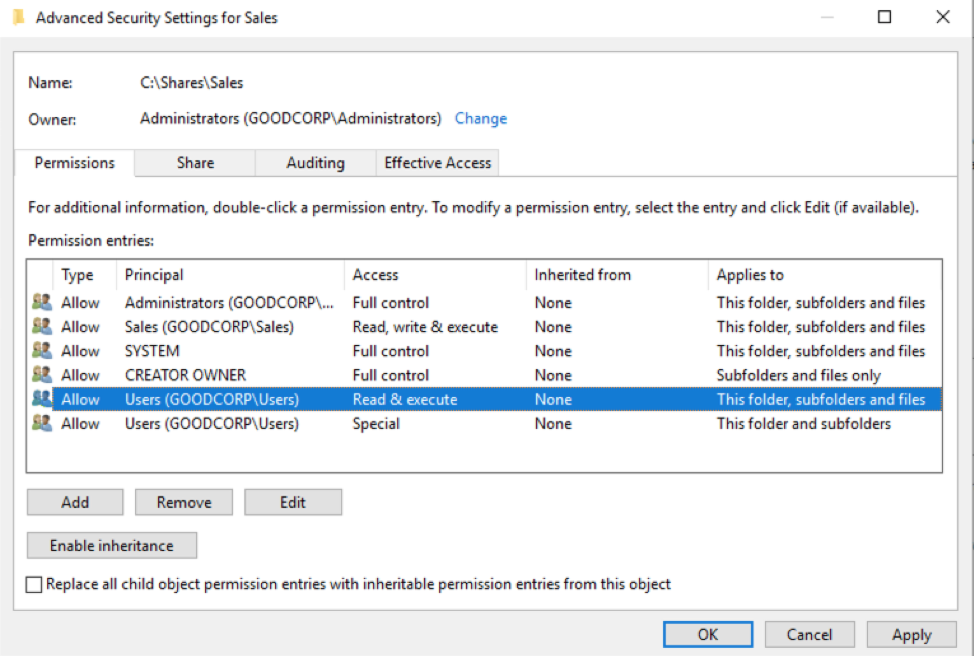 Advanced Security Settings for Sales
Name: C:\Shares\Sales
Owner: Administrators (GOODCORP\Administrators) Change
Permissions Share Auditing Effective Access
For additional information, double-click a permission entry. To modify a permission entry, select the entry and click Edit (if available).
Permission entries:
Type Principal Access Inherited from Applies to
Allow Administrators (GOODCORP\... Full control None This folder, subfolders and files
Allow Sales (GOODCORP\Sales) Read, write & execute None This folder, subfolders and files
Allow SYSTEM Full control None This folder, subfolders and files
Allow CREATOR OWNER Full control None Subfolders and files only
Allow Users (GOODCORP\Users) Read & execute None This folder, subfolders and files
Allow Users (GOODCORP\Users) Special None This folder and subfolders
Add Remove Edit
Enable inheritance
Replace all child object permission entries with inheritable permission entries from this object
OK Cancel Apply